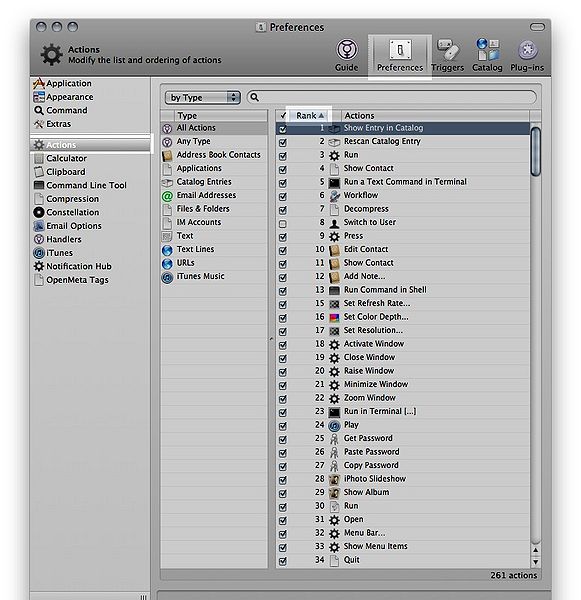 Preferences
Actions
Modify the list and ordering of actions
Guide
Preferences
Triggers
Catalog
Plug-ins
Application
Appearance
Command
Extras
Actions
Calculator
Clipboard
Command Line Tool
Compression
Constellation
Email Options
Handlers
iTunes
Notification Hub
OpenMeta Tags
by Type
Type
All Actions
Any Type
Address Book Contacts
Applications
Catalog Entries
Email Addresses
Files & Folders
IM Accounts
Text
Text Lines
URLs
iTunes Music
Rank Actions
1 Show Entry in Catalog
2 Rescan Catalog Entry
3 Run
4 Show Contact
5 Run a Text Command in Terminal
6 Workflow
7 Decompress
8 Switch to User
9 Press
10 Edit Contact
11 Show Contact
12 Add Note...
13 Run Command in Shell
15 Set Refresh Rate...
16 Set Color Depth...
17 Set Resolution...
18 Activate Window
19 Close Window
20 Raise Window
21 Minimize Window
22 Zoom Window
23 Run in Terminal [...]
24 Play
25 Get Password
26 Paste Password
27 Copy Password
28 iPhoto Slideshow
29 Show Album
30 Run
31 Open
32 Menu Bar...
33 Show Menu Items
34 Quit
261 actions